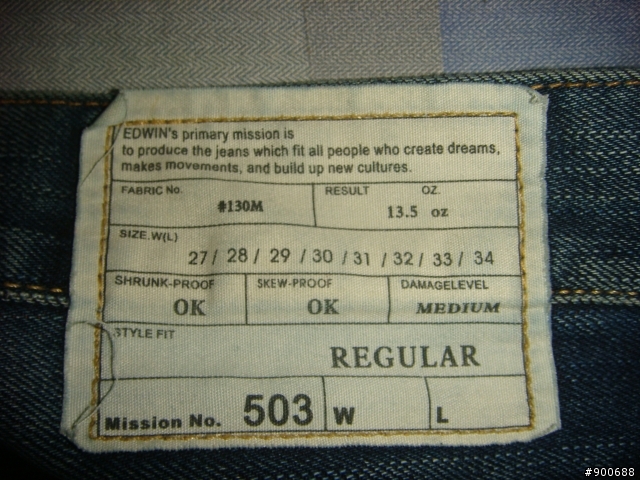 EDWIN's primary mission is
to produce the jeans which fit all people who create dreams,
makes movements, and build up new cultures.
FABRIC No. RESULT OZ.
#130M 13.5 oz
SIZE.W(L)
27/ 28/ 29/ 30/ 31/ 32/ 33/ 34
SHRUNK-PROOF SKEW-PROOF DAMAGELEVEL
OK OK MEDIUM
STYLE FIT
REGULAR
Mission No. 503 W L
#900688